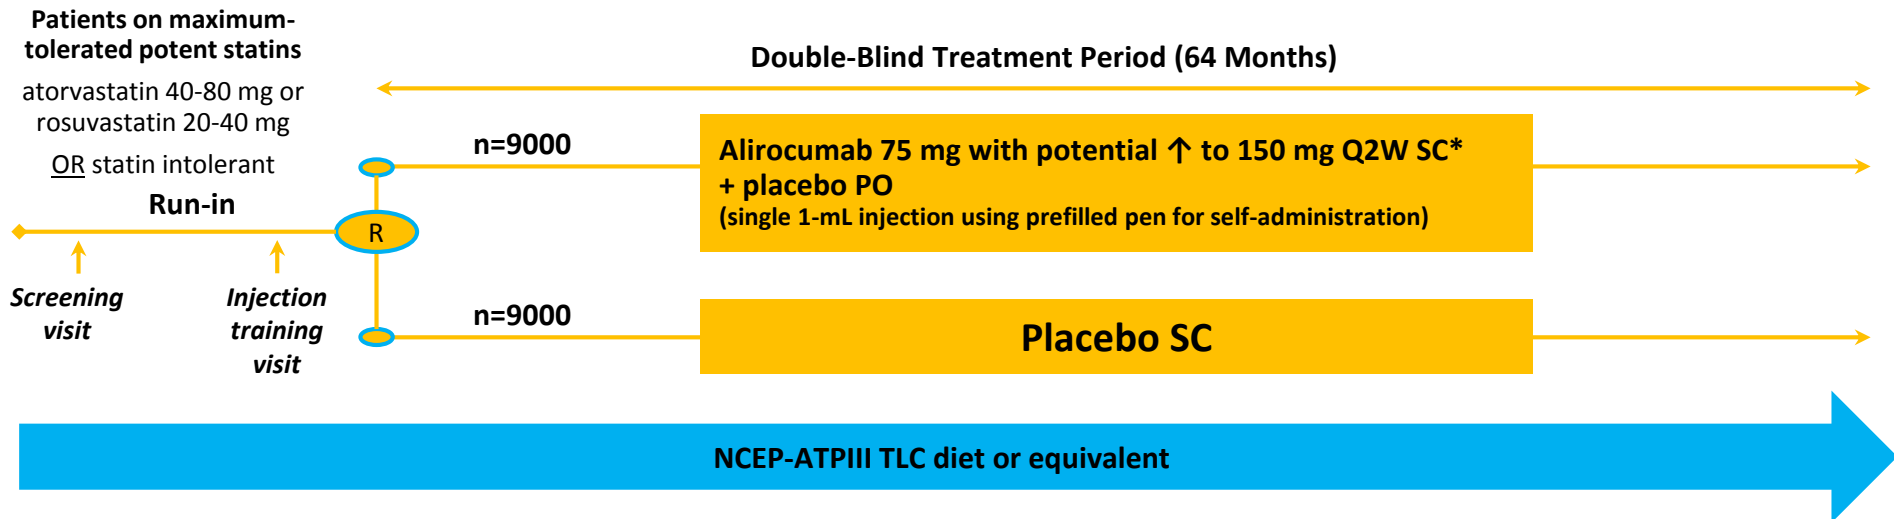 Patients on maximum-
tolerated potent statins
atorvastatin 40-80 mg or
rosuvastatin 20-40 mg
OR statin intolerant
Run-in
Screening
visit
Injection
training
visit
R
Double-Blind Treatment Period (64 Months)
n=9000
Alirocumab 75 mg with potential ↑ to 150 mg Q2W SC*
+ placebo PO
(single 1-mL injection using prefilled pen for self-administration)
n=9000
Placebo SC
NCEP-ATPIII TLC diet or equivalent